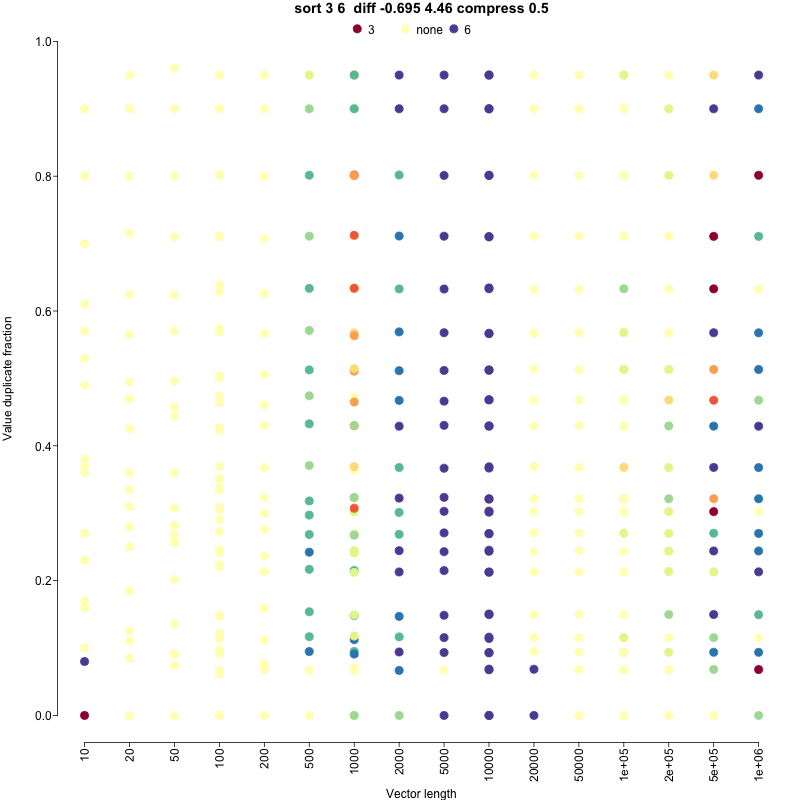 sort 3 6  diff -0.695 4.46 compress 0.5
3 none 6
Value duplicate fraction
1.0
0.8
0.6
0.4
0.2
0.0
10 20 50 100 200 500 1000 2000 5000 10000 20000 50000 1e+05 2e+05 5e+05 1e+06
Vector length